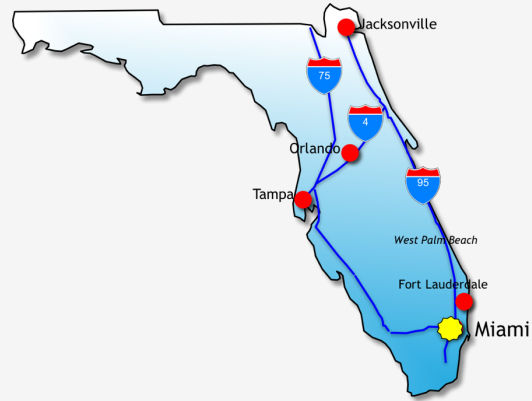 Jacksonville
75
4
Orlando
95
Tampa
West Palm Beach
Fort Lauderdale
Miami